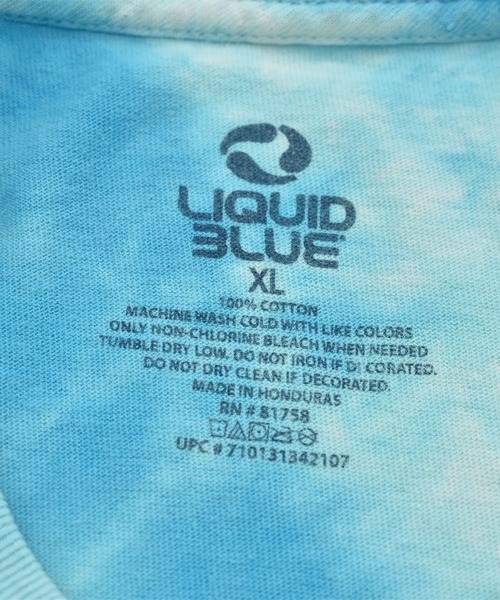 LIQUID
BLUE
XL
100% COTTON
MACHINE WASH COLD WITH LIKE COLORS
ONLY NON-CHLORINE BLEACH WHEN NEEDED
TUMBLE DRY LOW. DO NOT IRON IF DECORATED.
DO NOT DRY CLEAN IF DECORATED.
MADE IN HONDURAS
RN # 81758
UPC # 710131342107